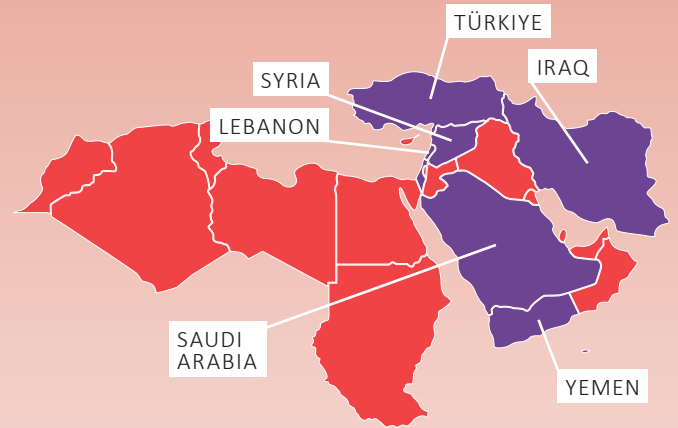 TÜRKIYE
IRAQ
SYRIA
LEBANON
SAUDI
ARABIA
YEMEN